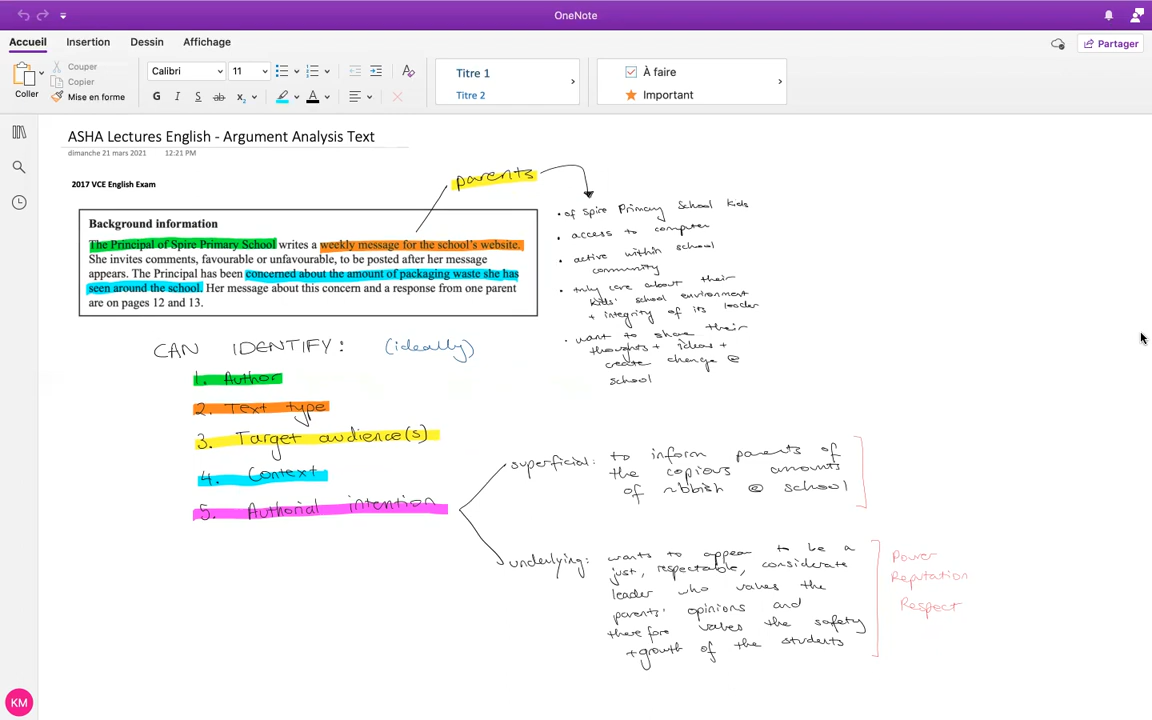 OneNote
Accueil Insertion Dessin Affichage
Partager
Coller
Couper
Copier
Mise en forme
Calibri 11
G I S ab x₂ A
Titre 1
Titre 2
À faire
Important
ASHA Lectures English - Argument Analysis Text
dimanche 21 mars 2021 12:21 PM
2017 VCE English Exam
Background information
The Principal of Spire Primary School writes a weekly message for the school's website.
She invites comments, favourable or unfavourable, to be posted after her message
appears. The Principal has been concerned about the amount of packaging waste she has
seen around the school. Her message about this concern and a response from one parent
are on pages 12 and 13.
parents
• of Spire Primary School kids
• access to computer
• active within school
community
• truly care about their
kids' school environment
+ integrity of its leader
• want to share their
thoughts + ideas +
create change @
school
CAN IDENTIFY: (ideally)
1. Author
2. Text type
3. Target audience(s)
4. Context
5. Authorial intention
superficial: to inform parents of
the copious amounts
of ribbish @ school
underlying: wants to appear to be a
just, respectable, considerate
leader who values the
parents' opinions and
therefore values the safety
+growth of the students
Power
Reputation
Respect
KM